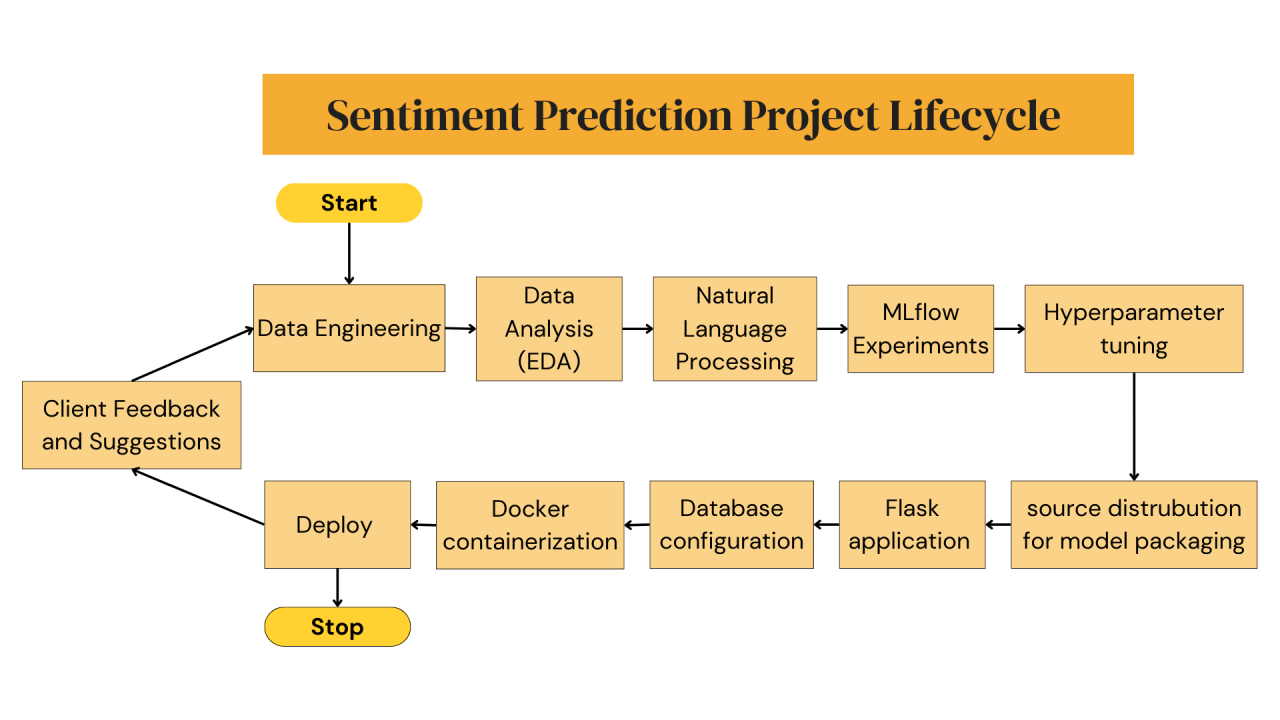 Sentiment Prediction Project Lifecycle
Start
Data Engineering
Data
Analysis
(EDA)
Natural
Language
Processing
MLflow
Experiments
Hyperparameter
tuning
Client Feedback
and Suggestions
Deploy
Docker
containerization
Database
configuration
Flask
application
source distrubution
for model packaging
Stop